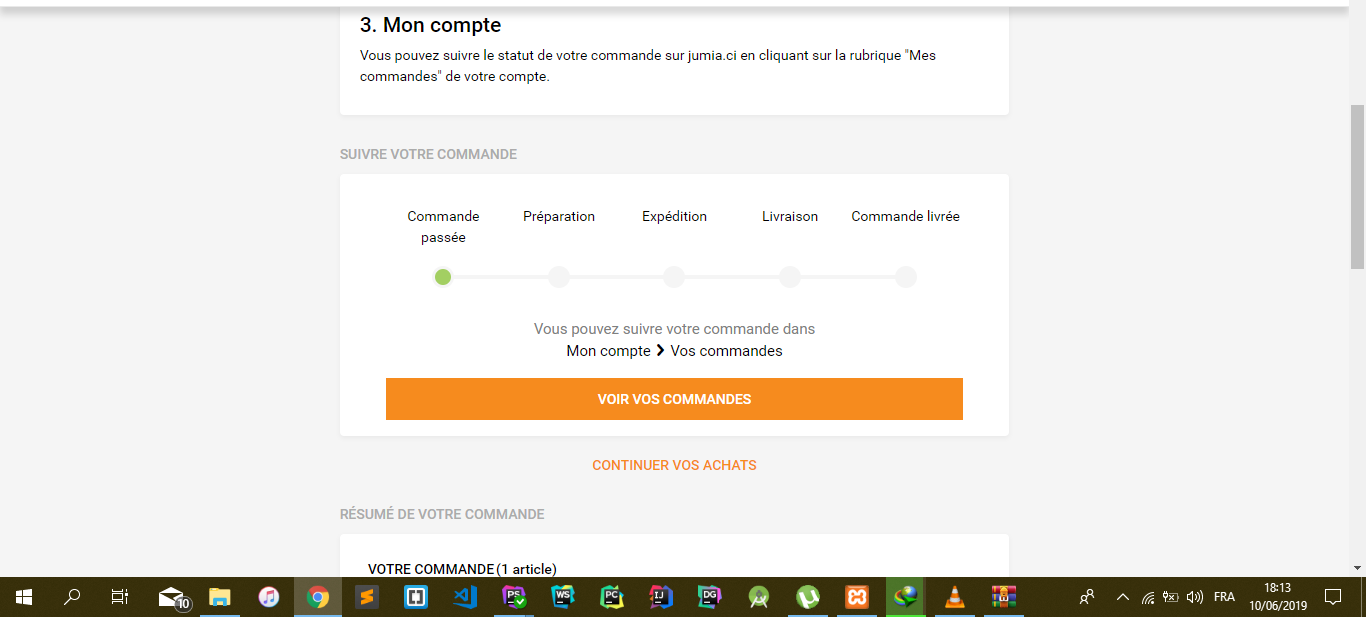 3. Mon compte
Vous pouvez suivre le statut de votre commande sur jumia.ci en cliquant sur la rubrique "Mes
commandes" de votre compte.
SUIVRE VOTRE COMMANDE
Commande passée
Préparation
Expédition
Livraison
Commande livrée
Vous pouvez suivre votre commande dans
Mon compte > Vos commandes
VOIR VOS COMMANDES
CONTINUER VOS ACHATS
RÉSUMÉ DE VOTRE COMMANDE
VOTRE COMMANDE (1 article)
10
PS
WS
PC
IJ
DG
FRA
18:13
10/06/2019